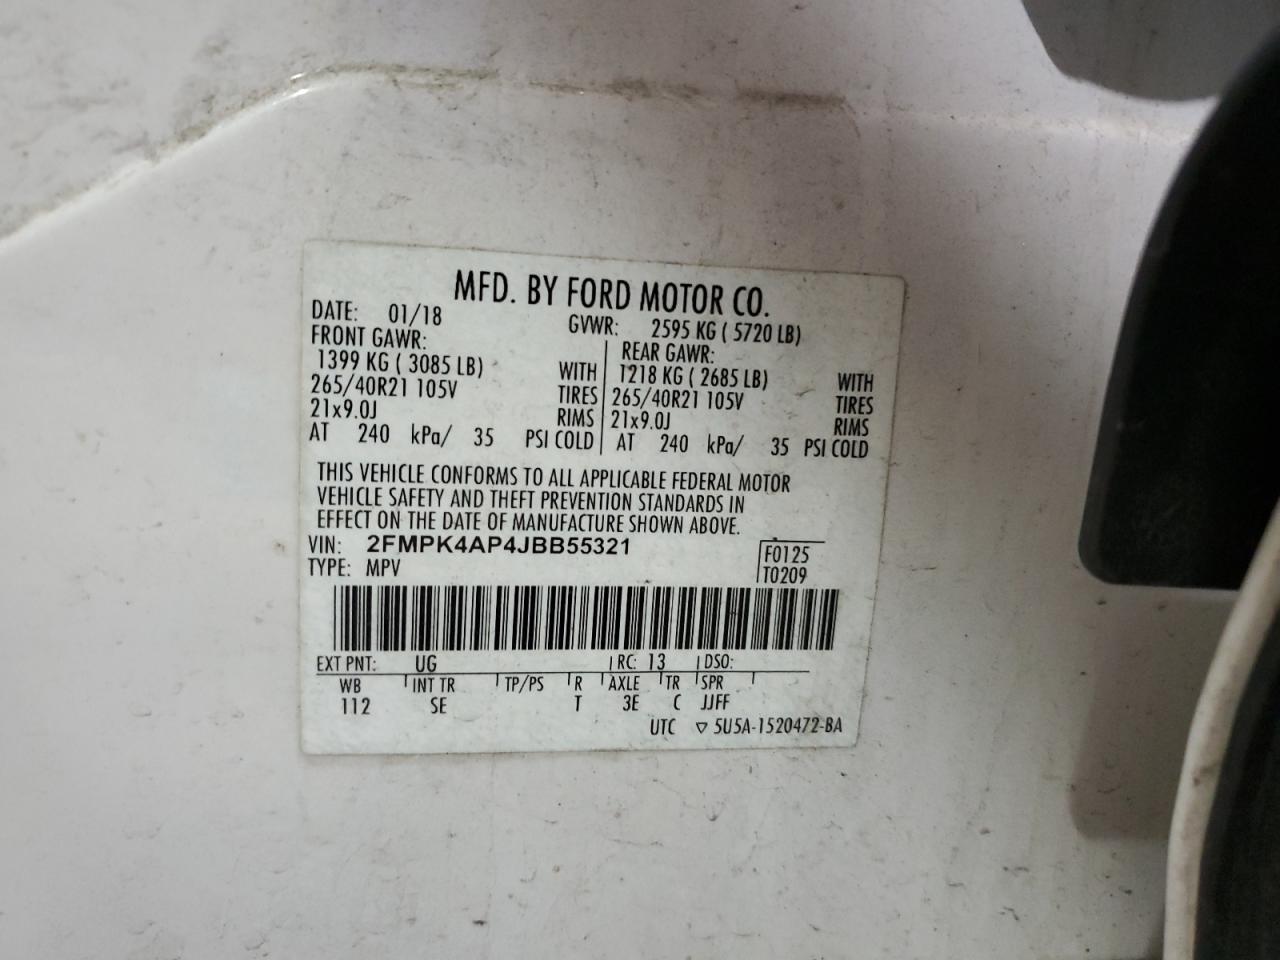 MFD. BY FORD MOTOR CO.
DATE: 01/18 GVWR: 2595 KG ( 5720 LB)
FRONT GAWR: REAR GAWR:
1399 KG ( 3085 LB) WITH 1218 KG ( 2685 LB) WITH
265/40R21 105V TIRES 265/40R21 105V TIRES
21x9.0J RIMS 21x9.0J RIMS
AT 240 kPa/ 35 PSI COLD AT 240 kPa/ 35 PSI COLD
THIS VEHICLE CONFORMS TO ALL APPLICABLE FEDERAL MOTOR
VEHICLE SAFETY AND THEFT PREVENTION STANDARDS IN
EFFECT ON THE DATE OF MANUFACTURE SHOWN ABOVE.
VIN: 2FMPK4AP4JBB55321 F0125
TYPE: MPV T0209
EXT PNT: UG RC: 13 DSO:
WB INT TR TP/PS R AXLE TR SPR
112 SE T 3E C JJFF
UTC ▽ 5U5A-1520472-BA